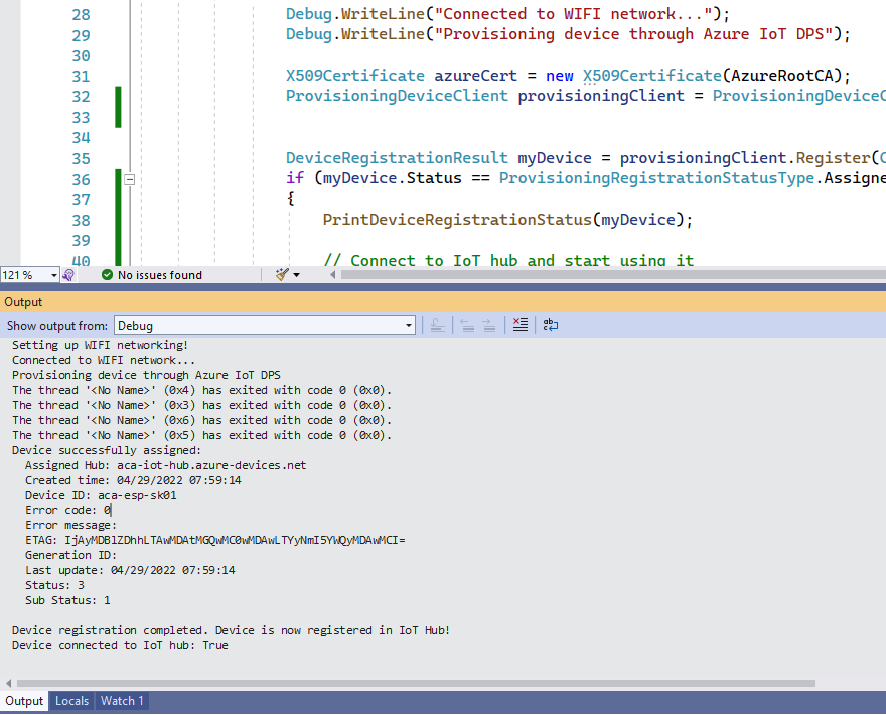 28 Debug.WriteLine("Connected to WIFI network...");
29 Debug.WriteLine("Provisioning device through Azure IoT DPS");
30
31 X509Certificate azureCert = new X509Certificate(AzureRootCA);
32 ProvisioningDeviceClient provisioningClient = ProvisioningDeviceC
33
34
35 DeviceRegistrationResult myDevice = provisioningClient.Register(C
36 if (myDevice.Status == ProvisioningRegistrationStatusType.Assigne
37 {
38 PrintDeviceRegistrationStatus(myDevice);
39
40 // Connect to IoT hub and start using it
121 % No issues found
Output
Show output from: Debug
Setting up WIFI networking!
Connected to WIFI network...
Provisioning device through Azure IoT DPS
The thread '<No Name>' (0x4) has exited with code 0 (0x0).
The thread '<No Name>' (0x3) has exited with code 0 (0x0).
The thread '<No Name>' (0x6) has exited with code 0 (0x0).
The thread '<No Name>' (0x5) has exited with code 0 (0x0).
Device successfully assigned:
Assigned Hub: aca-iot-hub.azure-devices.net
Created time: 04/29/2022 07:59:14
Device ID: aca-esp-sk01
Error code: 0
Error message:
ETAG: IjAyMDBlZDhhLTAwMDAtMGQwMC0wMDAwLTYyNmI5YWQyMDAwMCI=
Generation ID:
Last update: 04/29/2022 07:59:14
Status: 3
Sub Status: 1
Device registration completed. Device is now registered in IoT Hub!
Device connected to IoT hub: True
Output Locals Watch 1